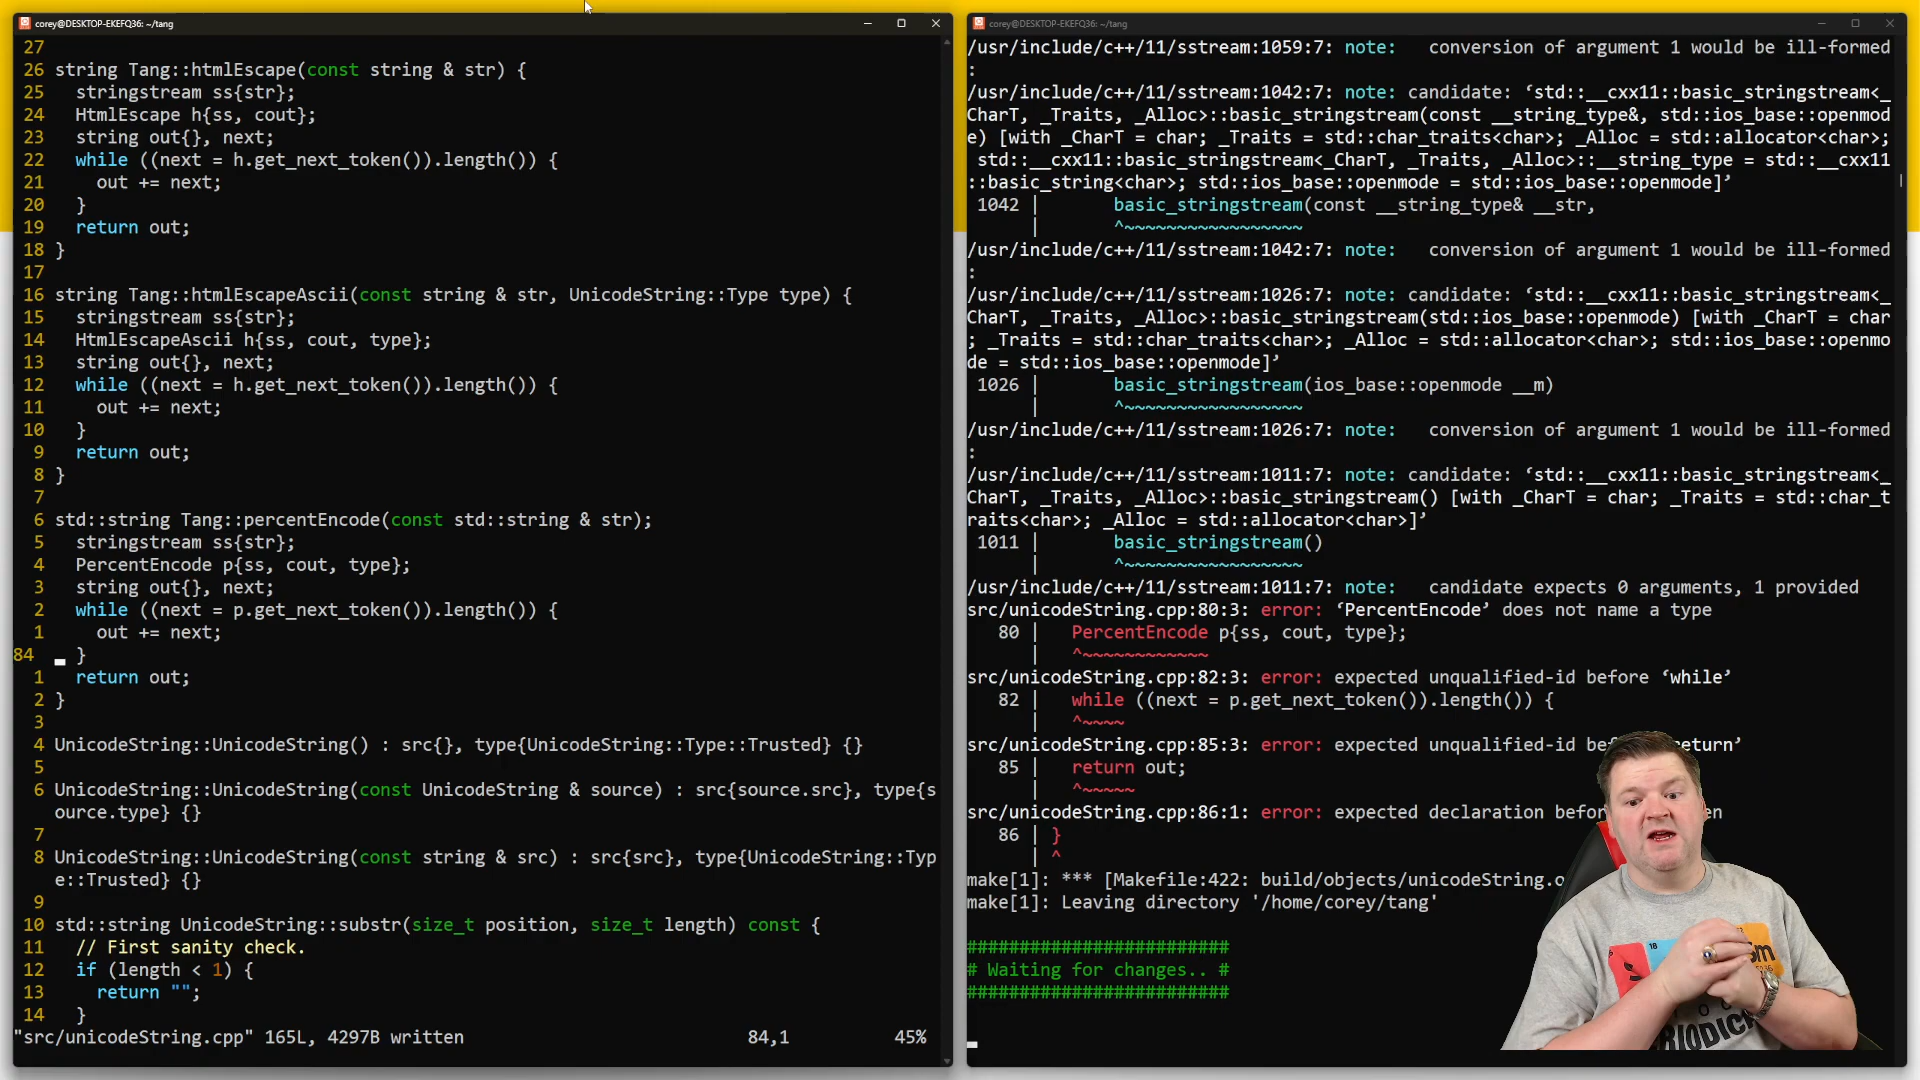 corey@DESKTOP-EKEFQ36: ~/tang
27
26 string Tang::htmlEscape(const string & str) {
25   stringstream ss{str};
24   HtmlEscape h{ss, cout};
23   string out{}, next;
22   while ((next = h.get_next_token()).length()) {
21     out += next;
20   }
19   return out;
18 }
17
16 string Tang::htmlEscapeAscii(const string & str, UnicodeString::Type type) {
15   stringstream ss{str};
14   HtmlEscapeAscii h{ss, cout, type};
13   string out{}, next;
12   while ((next = h.get_next_token()).length()) {
11     out += next;
10   }
9   return out;
8 }
7
6 std::string Tang::percentEncode(const std::string & str);
5   stringstream ss{str};
4   PercentEncode p{ss, cout, type};
3   string out{}, next;
2   while ((next = p.get_next_token()).length()) {
1     out += next;
84   }
1   return out;
2 }
3
4 UnicodeString::UnicodeString() : src{}, type{UnicodeString::Type::Trusted} {}
5
6 UnicodeString::UnicodeString(const UnicodeString & source) : src{source.src}, type{s
ource.type} {}
7
8 UnicodeString::UnicodeString(const string & src) : src{src}, type{UnicodeString::Typ
e::Trusted} {}
9
10 std::string UnicodeString::substr(size_t position, size_t length) const {
11   // First sanity check.
12   if (length < 1) {
13     return "";
14   }
"src/unicodeString.cpp" 165L, 4297B written 84,1 45%
corey@DESKTOP-EKEFQ36: ~/tang
/usr/include/c++/11/sstream:1059:7: note:   conversion of argument 1 would be ill-formed
:
/usr/include/c++/11/sstream:1042:7: note: candidate: ‘std::__cxx11::basic_stringstream<_
CharT, _Traits, _Alloc>::basic_stringstream(const __string_type&, std::ios_base::openmod
e) [with _CharT = char; _Traits = std::char_traits<char>; _Alloc = std::allocator<char>;
 std::__cxx11::basic_stringstream<_CharT, _Traits, _Alloc>::__string_type = std::__cxx11
::basic_string<char>; std::ios_base::openmode = std::ios_base::openmode]’
 1042 |       basic_stringstream(const __string_type& __str,
      |       ^~~~~~~~~~~~~~~~~~
/usr/include/c++/11/sstream:1042:7: note:   conversion of argument 1 would be ill-formed
:
/usr/include/c++/11/sstream:1026:7: note: candidate: ‘std::__cxx11::basic_stringstream<_
CharT, _Traits, _Alloc>::basic_stringstream(std::ios_base::openmode) [with _CharT = char
; _Traits = std::char_traits<char>; _Alloc = std::allocator<char>; std::ios_base::openmo
de = std::ios_base::openmode]’
 1026 |       basic_stringstream(ios_base::openmode __m)
      |       ^~~~~~~~~~~~~~~~~~
/usr/include/c++/11/sstream:1026:7: note:   conversion of argument 1 would be ill-formed
:
/usr/include/c++/11/sstream:1011:7: note: candidate: ‘std::__cxx11::basic_stringstream<_
CharT, _Traits, _Alloc>::basic_stringstream() [with _CharT = char; _Traits = std::char_t
raits<char>; _Alloc = std::allocator<char>]’
 1011 |       basic_stringstream()
      |       ^~~~~~~~~~~~~~~~~~
/usr/include/c++/11/sstream:1011:7: note:   candidate expects 0 arguments, 1 provided
src/unicodeString.cpp:80:3: error: ‘PercentEncode’ does not name a type
   80 |   PercentEncode p{ss, cout, type};
      |   ^~~~~~~~~~~~~
src/unicodeString.cpp:82:3: error: expected unqualified-id before ‘while’
   82 |   while ((next = p.get_next_token()).length()) {
      |   ^~~~~
src/unicodeString.cpp:85:3: error: expected unqualified-id be return’
   85 |   return out;
      |   ^~~~~~
src/unicodeString.cpp:86:1: error: expected declaration befor en
   86 | }
      | ^
make[1]: *** [Makefile:422: build/objects/unicodeString.o
make[1]: Leaving directory '/home/corey/tang'
#########################
# Waiting for changes.. #
#########################
18